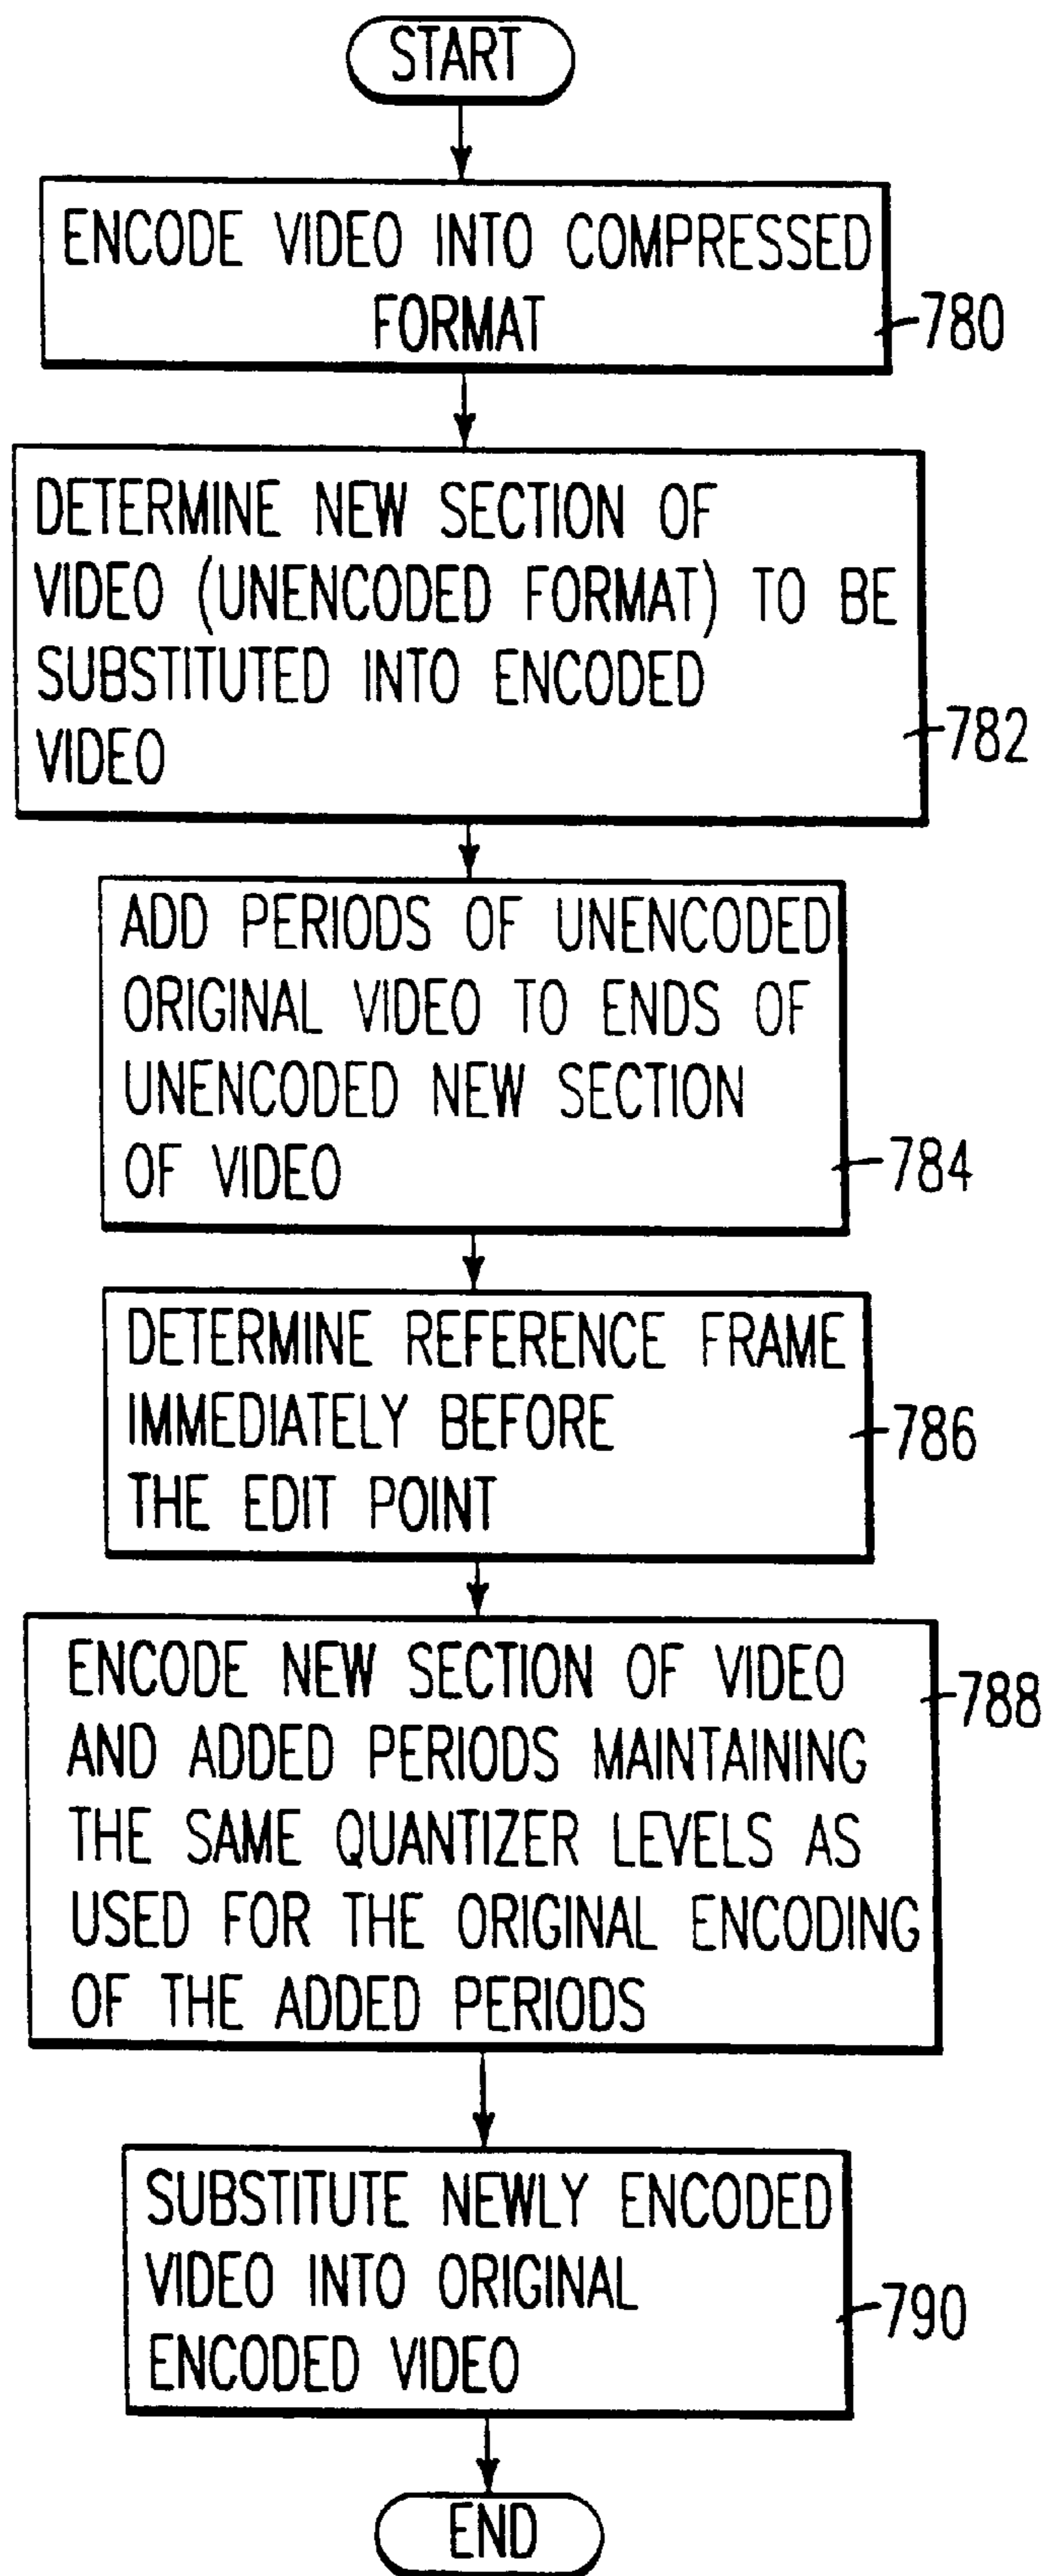 START
ENCODE VIDEO INTO COMPRESSED
FORMAT
780
DETERMINE NEW SECTION OF
VIDEO (UNENCODED FORMAT) TO BE
SUBSTITUTED INTO ENCODED
VIDEO
782
ADD PERIODS OF UNENCODED
ORIGINAL VIDEO TO ENDS OF
UNENCODED NEW SECTION
OF VIDEO
784
DETERMINE REFERENCE FRAME
IMMEDIATELY BEFORE
THE EDIT POINT
786
ENCODE NEW SECTION OF VIDEO
AND ADDED PERIODS MAINTAINING
THE SAME QUANTIZER LEVELS AS
USED FOR THE ORIGINAL ENCODING
OF THE ADDED PERIODS
788
SUBSTITUTE NEWLY ENCODED
VIDEO INTO ORIGINAL
ENCODED VIDEO
790
END